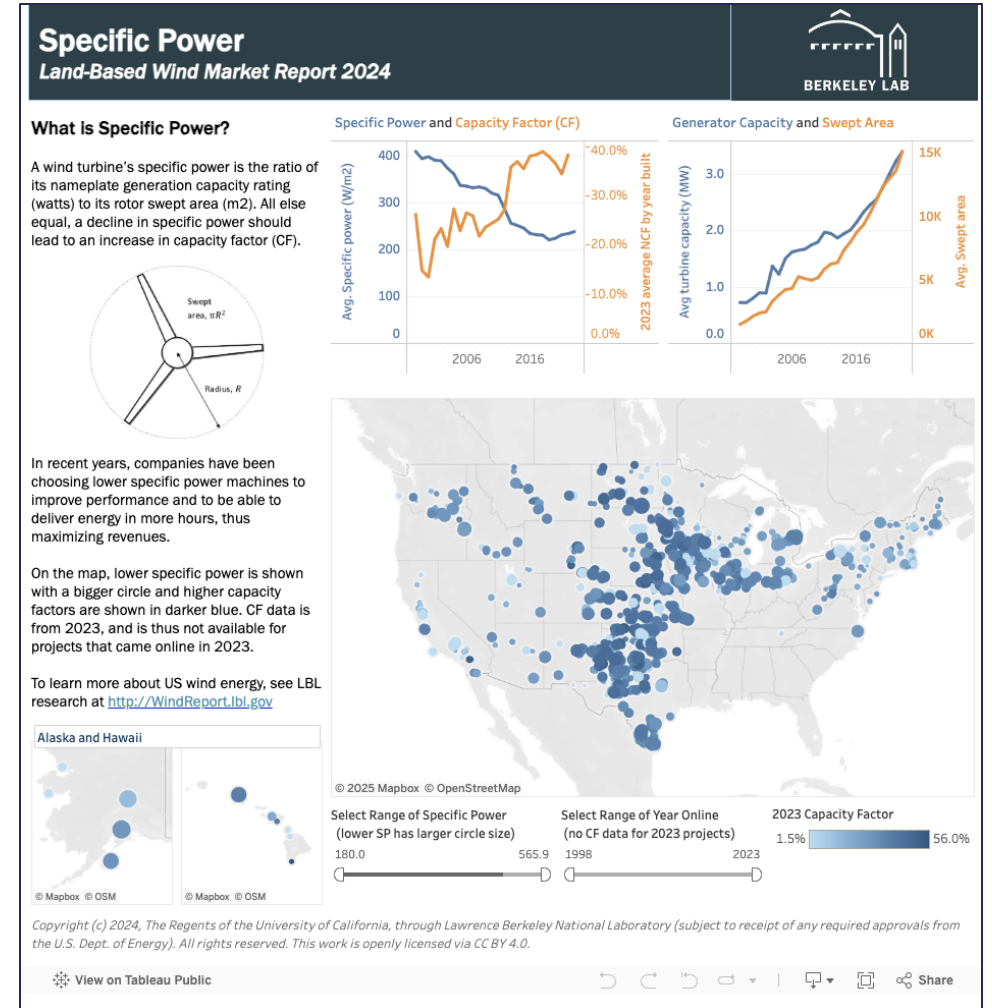 Specific Power
Land-Based Wind Market Report 2024
BERKELEY LAB
What is Specific Power?
A wind turbine’s specific power is the ratio of
its nameplate generation capacity rating
(watts) to its rotor swept area (m2). All else
equal, a decline in specific power should
lead to an increase in capacity factor (CF).
Swept
area, πR²
Radius, R
In recent years, companies have been
choosing lower specific power machines to
improve performance and to be able to
deliver energy in more hours, thus
maximizing revenues.
On the map, lower specific power is shown
with a bigger circle and higher capacity
factors are shown in darker blue. CF data is
from 2023, and is thus not available for
projects that came online in 2023.
To learn more about US wind energy, see LBL
research at http://WindReport.lbl.gov
Alaska and Hawaii
© Mapbox © OSM
© Mapbox © OSM
Specific Power and Capacity Factor (CF)
Avg. Specific power (W/m2)
400
300
200
100
0
40.0%
30.0%
20.0%
10.0%
0.0%
2023 average NCF by year built
2006
2016
Generator Capacity and Swept Area
Avg turbine capacity (MW)
3.0
2.0
1.0
0.0
15K
10K
5K
0K
Avg. Swept area
2006
2016
© 2025 Mapbox © OpenStreetMap
Select Range of Specific Power
(lower SP has larger circle size)
180.0
565.9
Select Range of Year Online
(no CF data for 2023 projects)
1998
2023
2023 Capacity Factor
1.5%
56.0%
Copyright (c) 2024, The Regents of the University of California, through Lawrence Berkeley National Laboratory (subject to receipt of any required approvals from
the U.S. Dept. of Energy). All rights reserved. This work is openly licensed via CC BY 4.0.
View on Tableau Public
Share